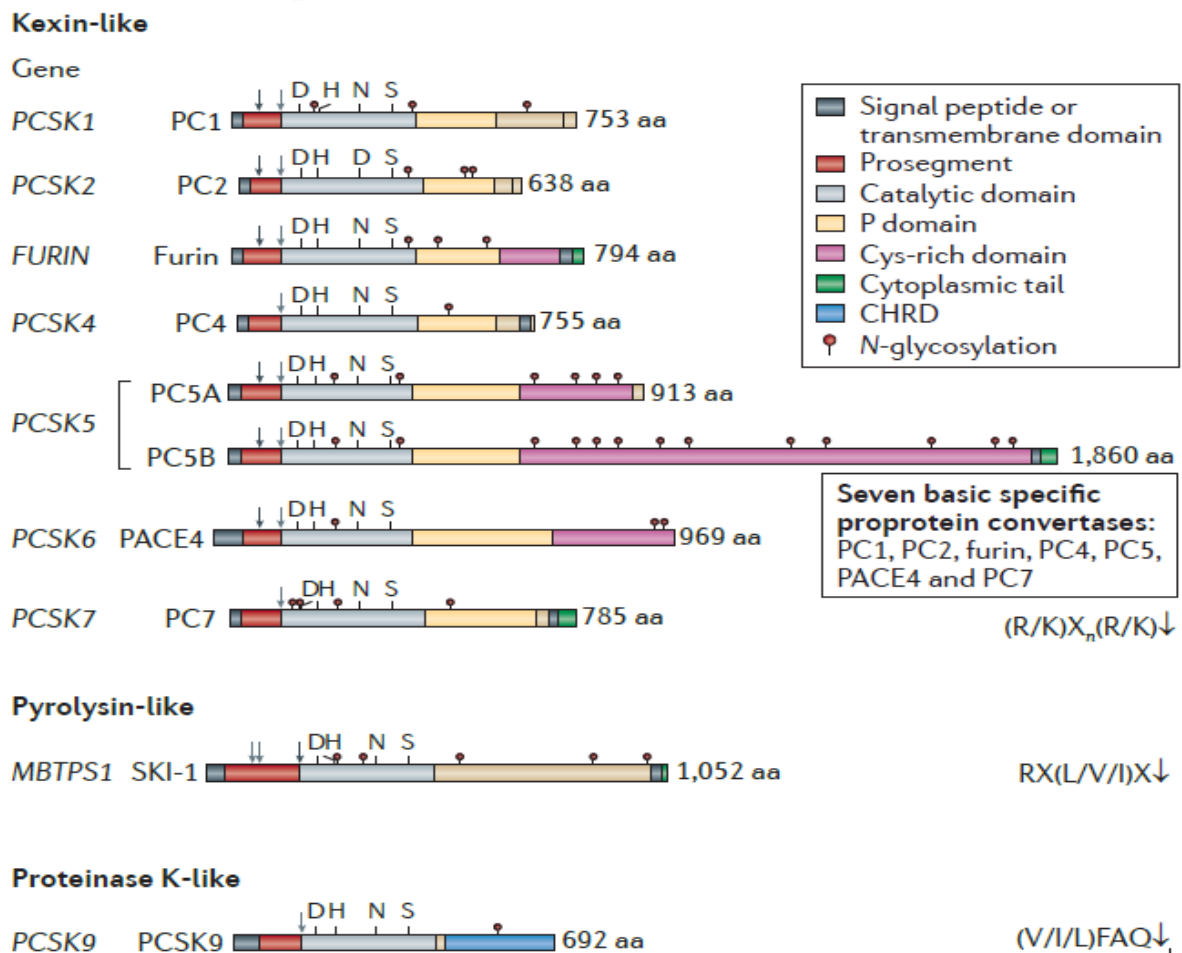 Kexin-like
Gene
D H N S
PCSK1 PC1 753 aa
D H D S
PCSK2 PC2 638 aa
D H N S
FURIN Furin 794 aa
D H N S
PCSK4 PC4 755 aa
D H N S
PC5A 913 aa
PCSK5
D H N S
PC5B 1,860 aa
D H N S
PCSK6 PACE4 969 aa
D H N S
PCSK7 PC7 785 aa
Signal peptide or
transmembrane domain
Prosegment
Catalytic domain
P domain
Cys-rich domain
Cytoplasmic tail
CHRD
N-glycosylation
Seven basic specific
proprotein convertases:
PC1, PC2, furin, PC4, PC5,
PACE4 and PC7
(R/K)Xn(R/K)↓
Pyrolysin-like
D H N S
MBTPS1 SKI-1 1,052 aa RX(L/V/I)X↓
Proteinase K-like
D H N S
PCSK9 PCSK9 692 aa (V/I/L)FAQ↓